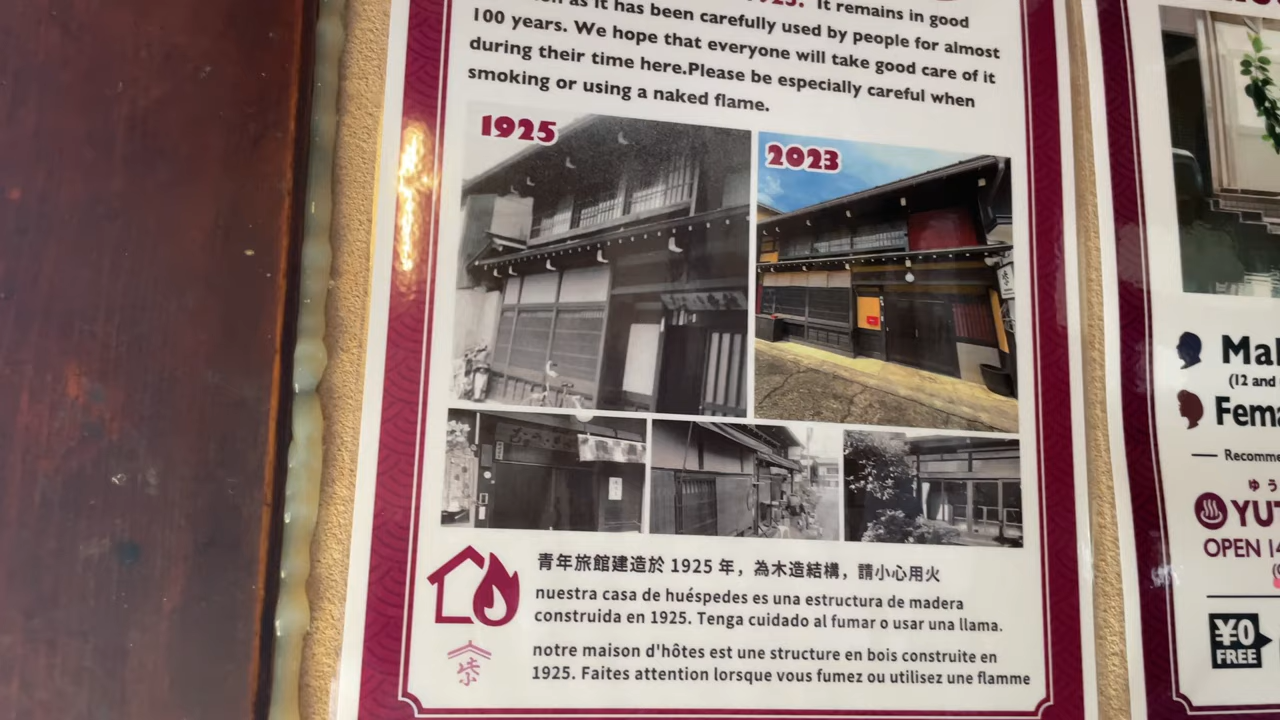 1925. It remains in good
as it has been carefully used by people for almost
100 years. We hope that everyone will take good care of it
during their time here.Please be especially careful when
smoking or using a naked flame.
1925
2023
青年旅館建造於 1925 年，為木造結構，請小心用火
nuestra casa de huéspedes es una estructura de madera
construida en 1925. Tenga cuidado al fumar o usar una llama.
notre maison d'hôtes est une structure en bois construite en
1925. Faites attention lorsque vous fumez ou utilisez une flamme
(12 and
Recomme
ゆう
OPEN
¥0
FREE